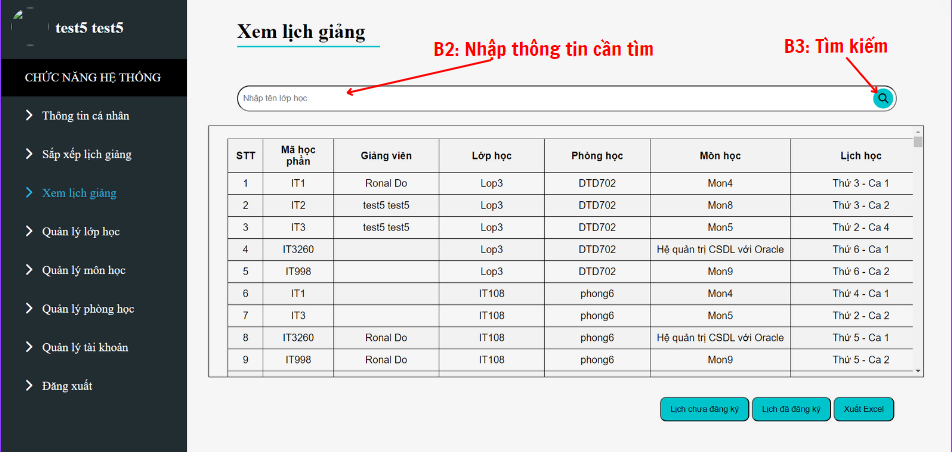 test5 test5
CHỨC NĂNG HỆ THỐNG
Thông tin cá nhân
Sắp xếp lịch giảng
Xem lịch giảng
Quản lý lớp học
Quản lý môn học
Quản lý phòng học
Quản lý tài khoản
Đăng xuất
Xem lịch giảng
B2: Nhập thông tin cần tìm
B3: Tìm kiếm
Nhập tên lớp học
STT Mã học phần Giảng viên Lớp học Phòng học Môn học Lịch học
1 IT1 Ronal Do Lop3 DTD702 Mon4 Thứ 3 - Ca 1
2 IT2 test5 test5 Lop3 DTD702 Mon8 Thứ 3 - Ca 2
3 IT3 test5 test5 Lop3 DTD702 Mon5 Thứ 2 - Ca 4
4 IT3260 Lop3 DTD702 Hệ quản trị CSDL với Oracle Thứ 6 - Ca 1
5 IT998 Lop3 DTD702 Mon9 Thứ 6 - Ca 2
6 IT1 IT108 phong6 Mon4 Thứ 4 - Ca 1
7 IT3 IT108 phong6 Mon5 Thứ 2 - Ca 2
8 IT3260 Ronal Do IT108 phong6 Hệ quản trị CSDL với Oracle Thứ 5 - Ca 1
9 IT998 Ronal Do IT108 phong6 Mon9 Thứ 5 - Ca 2
Lịch chưa đăng ký Lịch đã đăng ký Xuất Excel